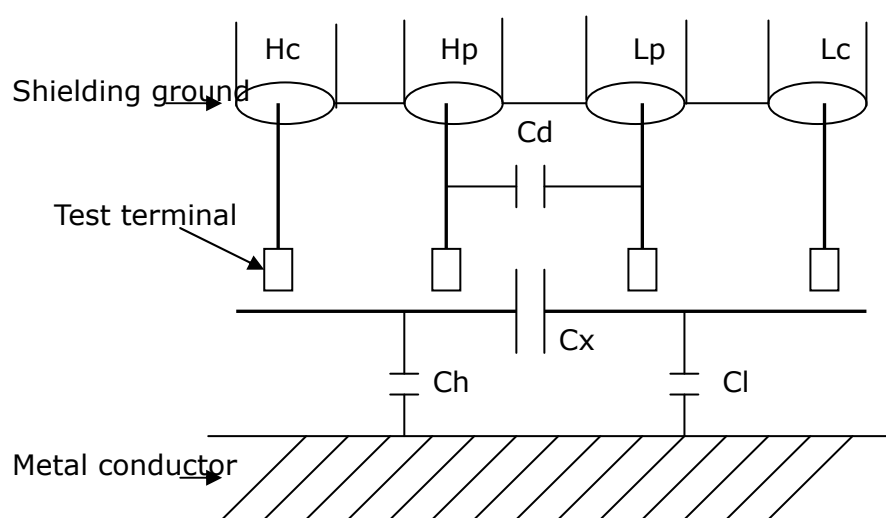 Hc Hp Lp Lc
Shielding ground
Cd
Test terminal
Cx
Ch Cl
Metal conductor